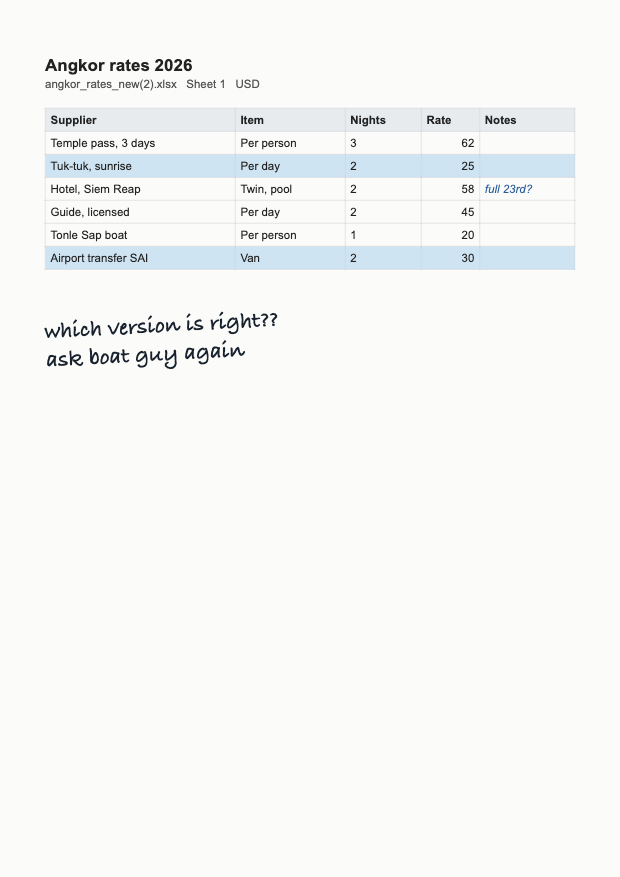 Angkor rates 2026
angkor_rates_new(2).xlsx Sheet 1 USD
Supplier Item Nights Rate Notes
Temple pass, 3 days Per person 3 62
Tuk-tuk, sunrise Per day 2 25
Hotel, Siem Reap Twin, pool 2 58 full 23rd?
Guide, licensed Per day 2 45
Tonle Sap boat Per person 1 20
Airport transfer SAI Van 2 30
which version is right??
ask boat guy again